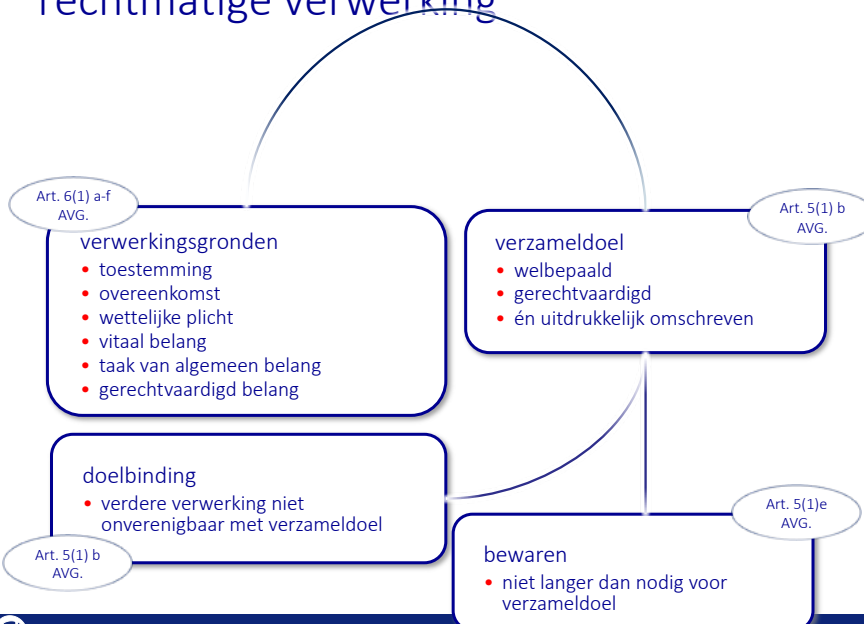 rechtmatige verwerking
Art. 6(1) a-f
AVG.
verwerkingsgronden
• toestemming
• overeenkomst
• wettelijke plicht
• vitaal belang
• taak van algemeen belang
• gerechtvaardigd belang
Art. 5(1) b
AVG.
verzameldoel
• welbepaald
• gerechtvaardigd
• én uitdrukkelijk omschreven
doelbinding
• verdere verwerking niet
onverenigbaar met verzameldoel
Art. 5(1) b
AVG.
Art. 5(1)e
AVG.
bewaren
• niet langer dan nodig voor
verzameldoel